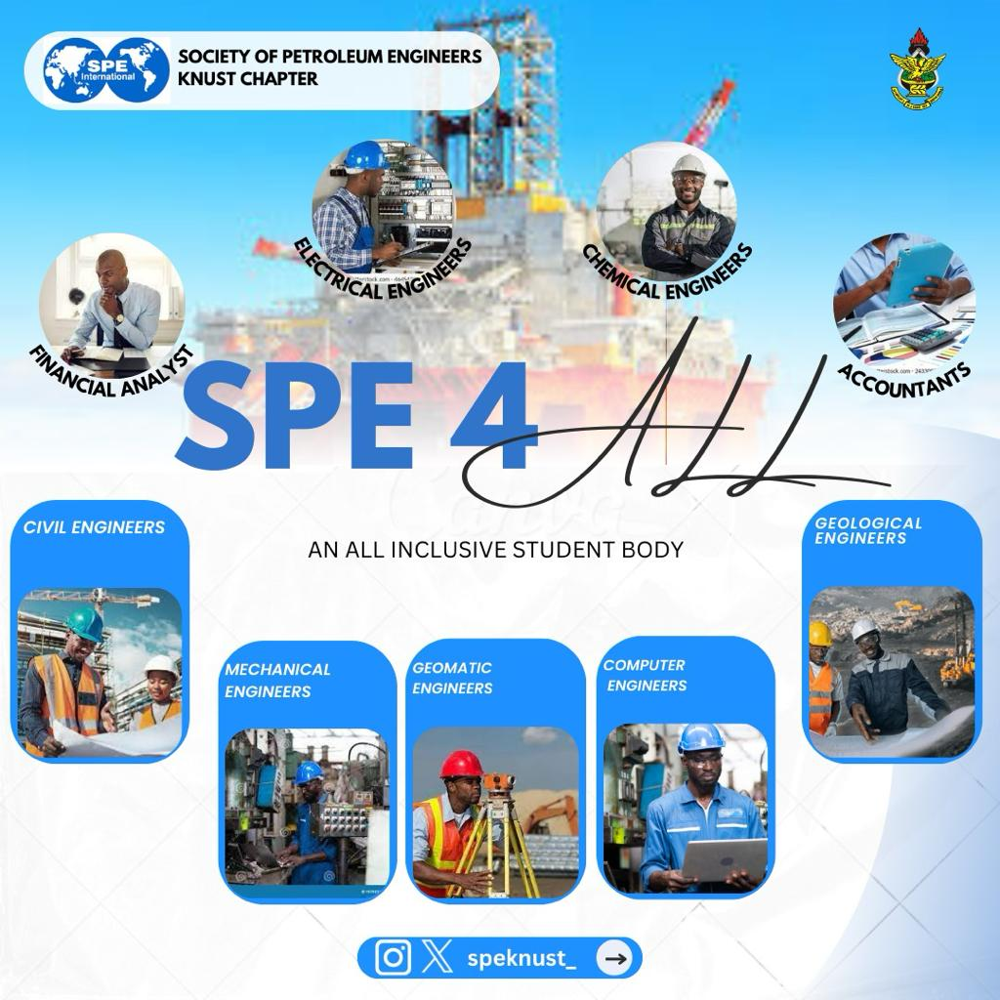 SPE
International
SOCIETY OF PETROLEUM ENGINEERS
KNUST CHAPTER
ELECTRICAL ENGINEERS
CHEMICAL ENGINEERS
FINANCIAL ANALYST
ACCOUNTANTS
SPE 4 ALL
AN ALL INCLUSIVE STUDENT BODY
CIVIL ENGINEERS
GEOLOGICAL
ENGINEERS
MECHANICAL
ENGINEERS
GEOMATIC
ENGINEERS
COMPUTER
ENGINEERS
speknust_